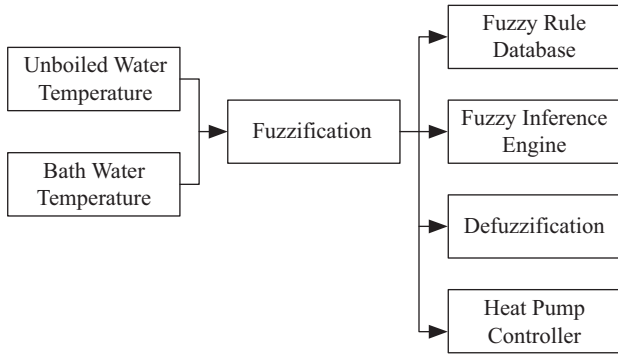 Unboiled Water
Temperature
Bath Water
Temperature
Fuzzification
Fuzzy Rule
Database
Fuzzy Inference
Engine
Defuzzification
Heat Pump
Controller